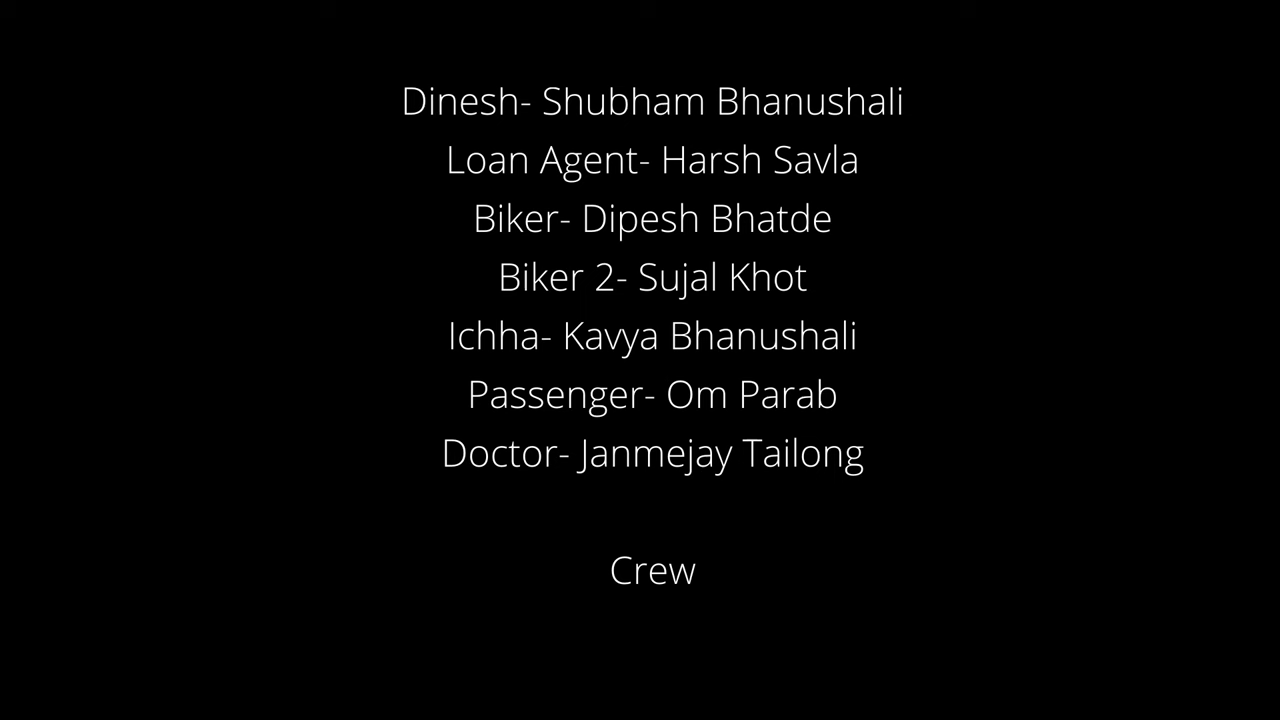 Dinesh- Shubham Bhanushali
Loan Agent- Harsh Savla
Biker- Dipesh Bhatde
Biker 2- Sujal Khot
Ichha- Kavya Bhanushali
Passenger- Om Parab
Doctor- Janmejay Tailong
Crew